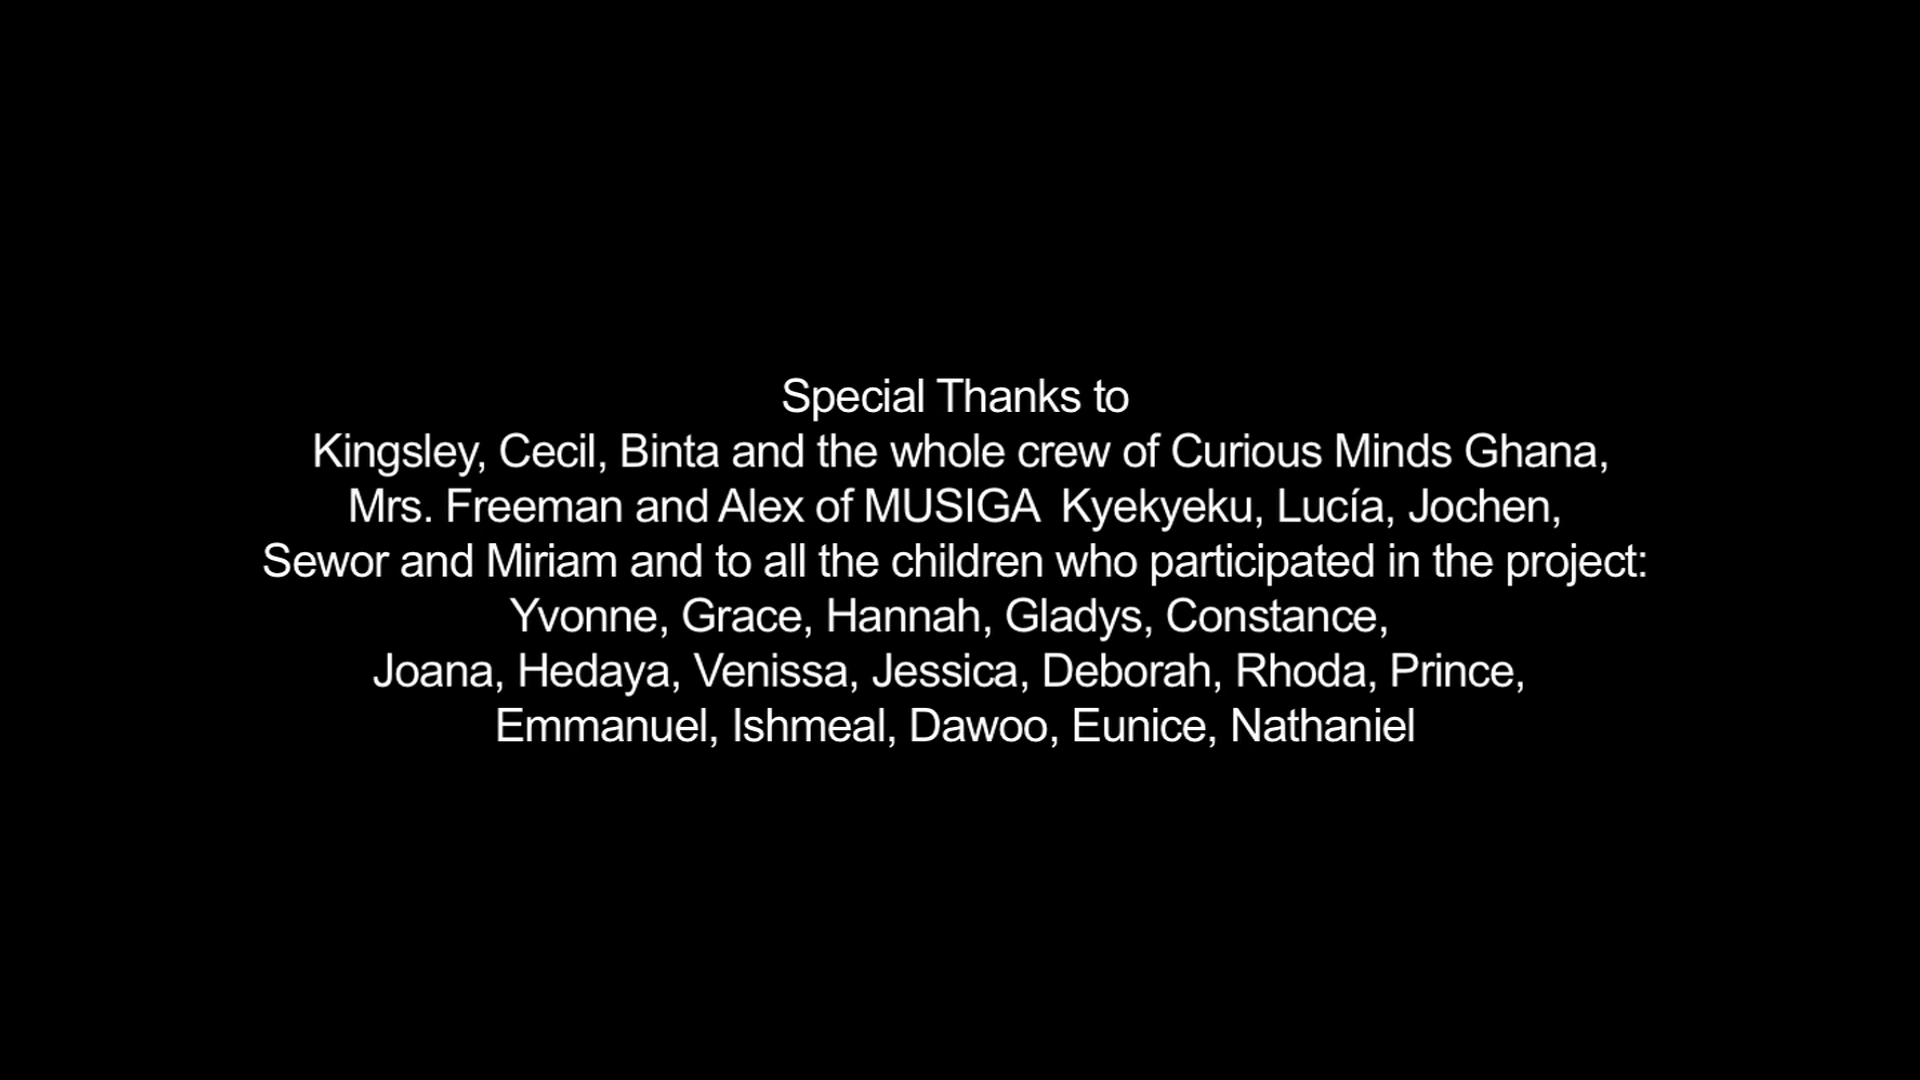 Special Thanks to
Kingsley, Cecil, Binta and the whole crew of Curious Minds Ghana,
Mrs. Freeman and Alex of MUSIGA  Kyekyeku, Lucía, Jochen,
Sewor and Miriam and to all the children who participated in the project:
Yvonne, Grace, Hannah, Gladys, Constance,
Joana, Hedaya, Venissa, Jessica, Deborah, Rhoda, Prince,
Emmanuel, Ishmeal, Dawoo, Eunice, Nathaniel